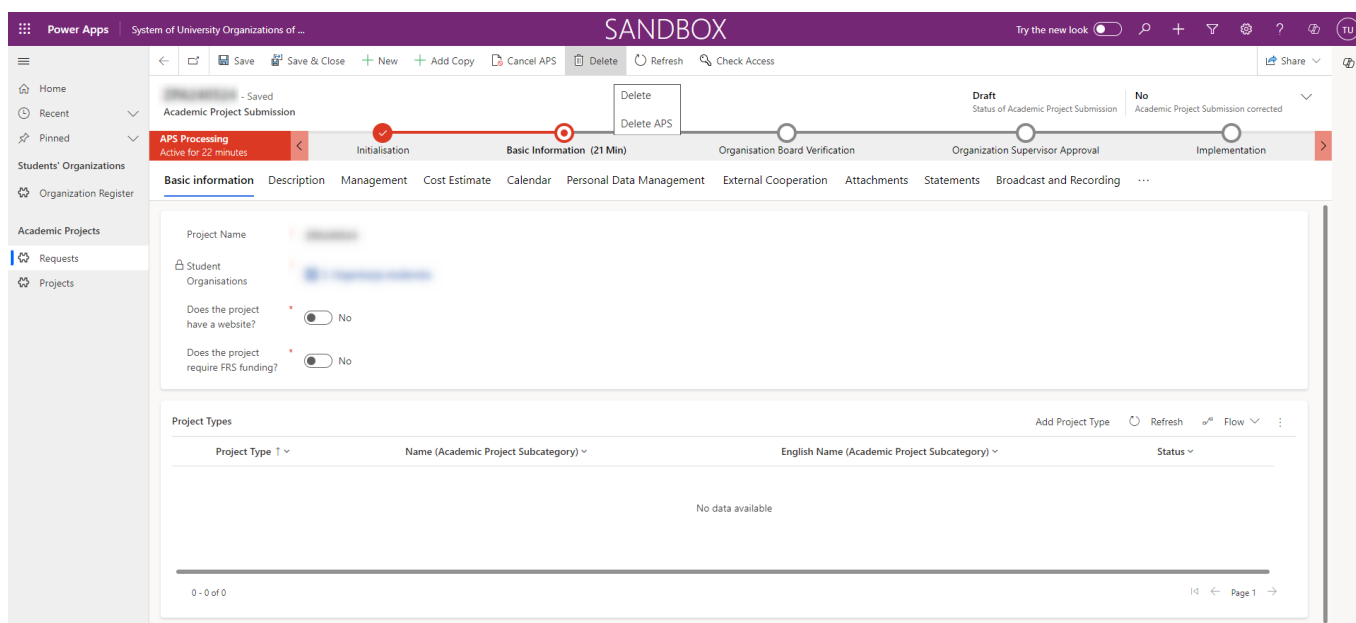 Power Apps System of University Organizations of ... SANDBOX Try the new look TU
Save Save & Close New Add Copy Cancel APS Delete Refresh Check Access Share
Home
Recent
Pinned
Students' Organizations
Organization Register
Academic Projects
Requests
Projects
- Saved
Academic Project Submission
Delete
Delete APS
Draft
Status of Academic Project Submission
No
Academic Project Submission corrected
APS Processing
Active for 22 minutes
Initialisation
Basic Information (21 Min)
Organisation Board Verification
Organization Supervisor Approval
Implementation
Basic information Description Management Cost Estimate Calendar Personal Data Management External Cooperation Attachments Statements Broadcast and Recording ...
Project Name
Student
Organisations
Does the project *
have a website?
No
Does the project *
require FRS funding?
No
Project Types
Add Project Type Refresh Flow
Project Type ↑ Name (Academic Project Subcategory) English Name (Academic Project Subcategory) Status
No data available
0 - 0 of 0
Page 1